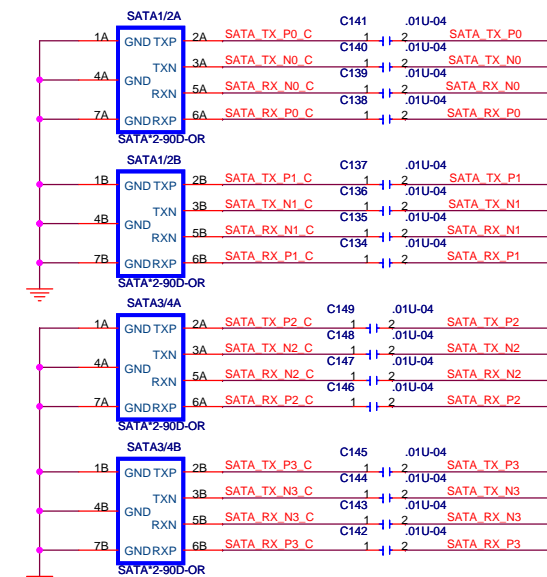 SATA1/2A
C141 .01U-04
1A GND TXP 2A SATA_TX_P0_C 1 2 SATA_TX_P0
C140 .01U-04
TXN 3A SATA_TX_N0_C 1 2 SATA_TX_N0
4A GND
C139 .01U-04
RXN 5A SATA_RX_N0_C 1 2 SATA_RX_N0
C138 .01U-04
7A GND RXP 6A SATA_RX_P0_C 1 2 SATA_RX_P0
SATA*2-90D-OR
SATA1/2B
C137 .01U-04
1B GND TXP 2B SATA_TX_P1_C 1 2 SATA_TX_P1
C136 .01U-04
TXN 3B SATA_TX_N1_C 1 2 SATA_TX_N1
4B GND
C135 .01U-04
RXN 5B SATA_RX_N1_C 1 2 SATA_RX_N1
C134 .01U-04
7B GND RXP 6B SATA_RX_P1_C 1 2 SATA_RX_P1
SATA*2-90D-OR
SATA3/4A
C149 .01U-04
1A GND TXP 2A SATA_TX_P2_C 1 2 SATA_TX_P2
C148 .01U-04
TXN 3A SATA_TX_N2_C 1 2 SATA_TX_N2
4A GND
C147 .01U-04
RXN 5A SATA_RX_N2_C 1 2 SATA_RX_N2
C146 .01U-04
7A GND RXP 6A SATA_RX_P2_C 1 2 SATA_RX_P2
SATA*2-90D-OR
SATA3/4B
C145 .01U-04
1B GND TXP 2B SATA_TX_P3_C 1 2 SATA_TX_P3
C144 .01U-04
TXN 3B SATA_TX_N3_C 1 2 SATA_TX_N3
4B GND
C143 .01U-04
RXN 5B SATA_RX_N3_C 1 2 SATA_RX_N3
C142 .01U-04
7B GND RXP 6B SATA_RX_P3_C 1 2 SATA_RX_P3
SATA*2-90D-OR